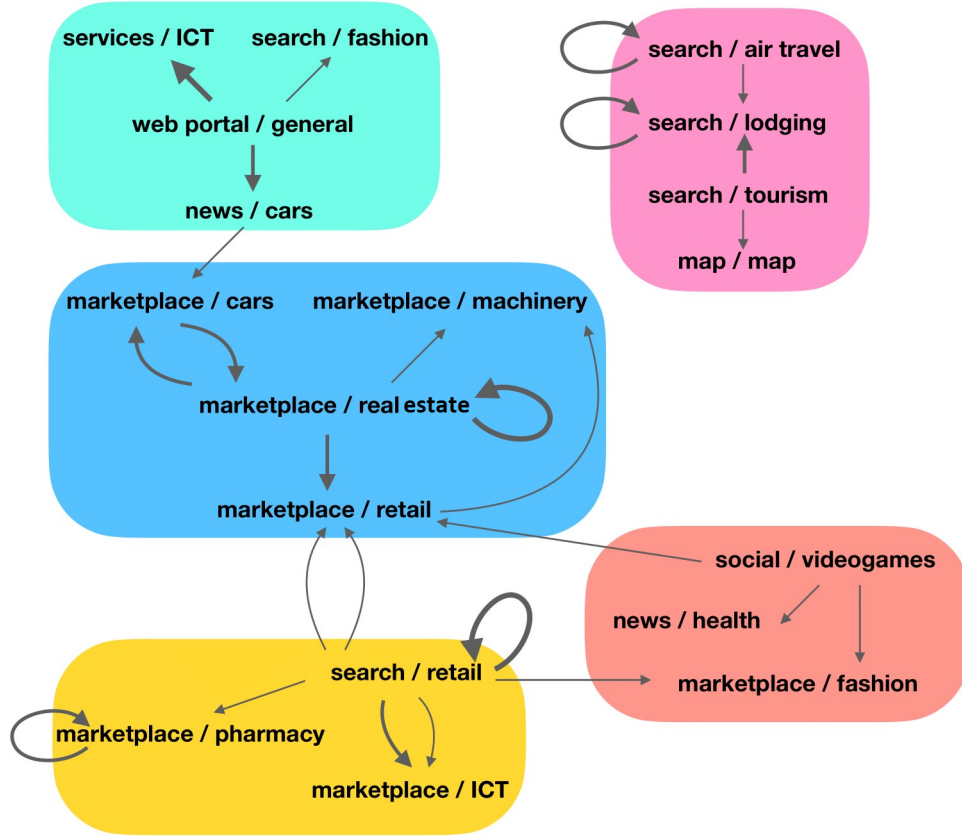 services / ICT
search / fashion
web portal / general
news / cars
search / air travel
search / lodging
search / tourism
map / map
marketplace / cars
marketplace / machinery
marketplace / real estate
marketplace / retail
social / videogames
news / health
marketplace / fashion
search / retail
marketplace / pharmacy
marketplace / ICT